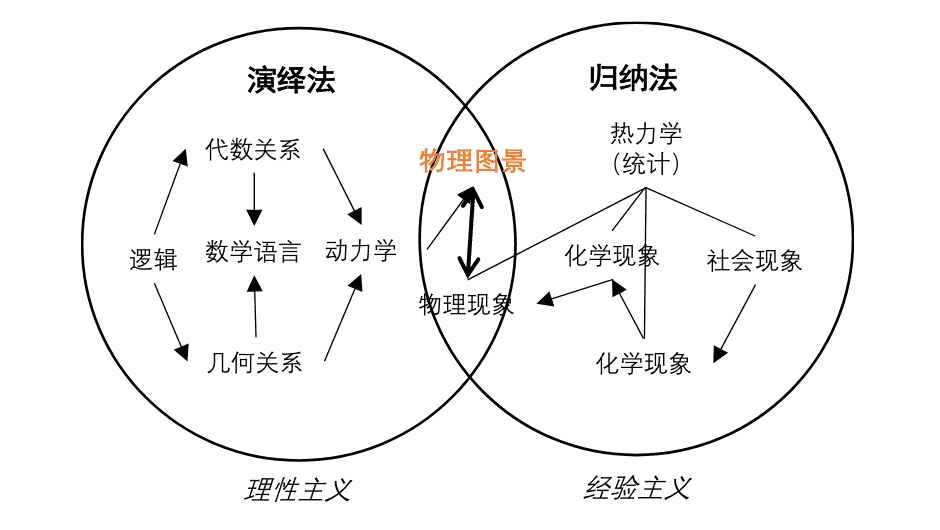 演绎法
归纳法
代数关系
物理图景
热力学
（统计）
逻辑
数学语言
动力学
化学现象
社会现象
物理现象
几何关系
化学现象
理性主义
经验主义